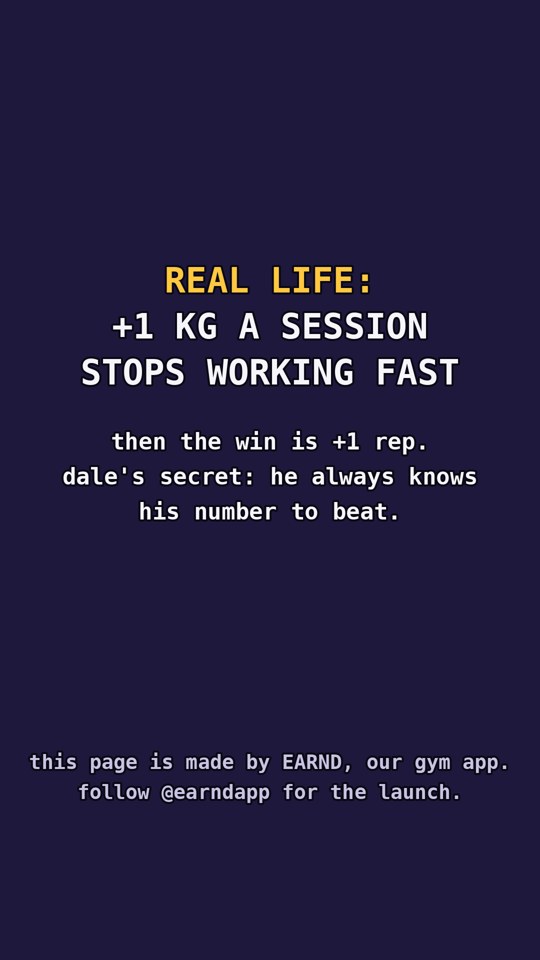 REAL LIFE:
+1 KG A SESSION
STOPS WORKING FAST
then the win is +1 rep.
dale's secret: he always knows
his number to beat.
this page is made by EARND, our gym app.
follow @earndapp for the launch.